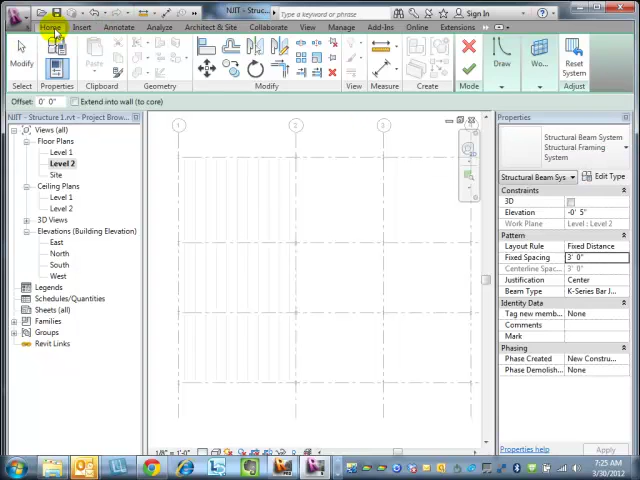 NJIT - Structure...
Type a keyword or phrase
Sign In
Home Insert Annotate Analyze Architect & Site Collaborate View Manage Add-Ins Online Extensions
Modify
Paste
Draw
Wo...
Reset System
Select Properties Clipboard Geometry Modify View Measure Create Mode Adjust
Offset: 0' 0" Extend into wall (to core)
NJIT - Structure 1.rvt - Project Brow...
Views (all)
Floor Plans
Level 1
Level 2
Site
Ceiling Plans
Level 1
Level 2
3D Views
Elevations (Building Elevation)
East
North
South
West
Legends
Schedules/Quantities
Sheets (all)
Families
Groups
Revit Links
1 2 3
1/8" = 1'-0"
Properties
Structural Beam System
Structural Framing System
Structural Beam Sys
Edit Type
Constraints
3D
Elevation -0' 5"
Work Plane Level : Level 2
Pattern
Layout Rule Fixed Distance
Fixed Spacing 3' 0"
Centerline Spac... 3' 0"
Justification Center
Beam Type K-Series Bar J...
Identity Data
Tag new memb... None
Comments
Mark
Phasing
Phase Created New Constru...
Phase Demolish... None
Properties help
Apply
7:25 AM
3/30/2012